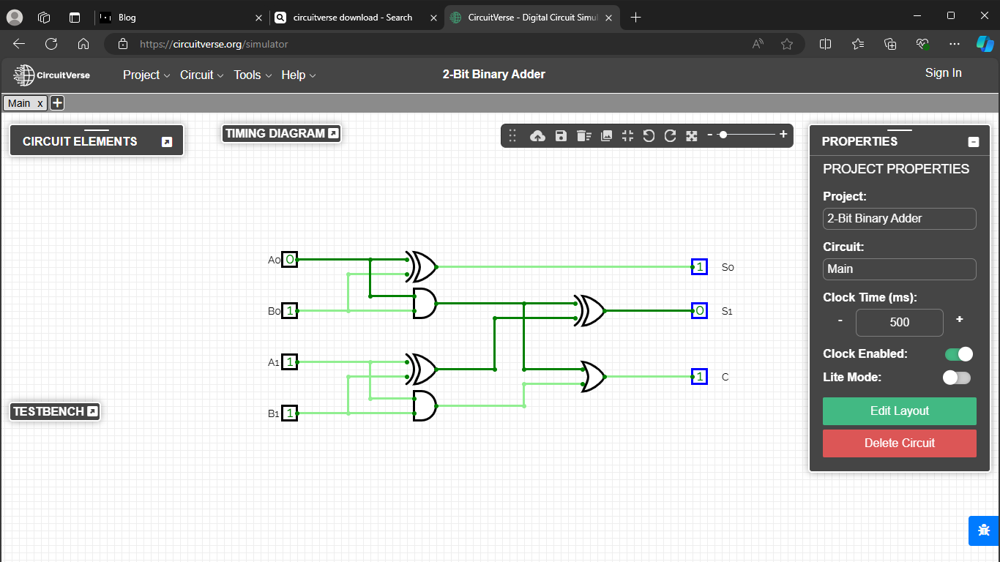 Blog
circuitverse download - Search
CircuitVerse - Digital Circuit Simul
https://circuitverse.org/simulator
CircuitVerse
Project
Circuit
Tools
Help
2-Bit Binary Adder
Sign In
Main x
CIRCUIT ELEMENTS
TIMING DIAGRAM
- +
PROPERTIES
PROJECT PROPERTIES
Project:
2-Bit Binary Adder
Circuit:
Main
Clock Time (ms):
- 500 +
Clock Enabled:
Lite Mode:
Edit Layout
Delete Circuit
A0 0
1 S0
B0 1
0 S1
A1 1
1 C
B1 1
TESTBENCH